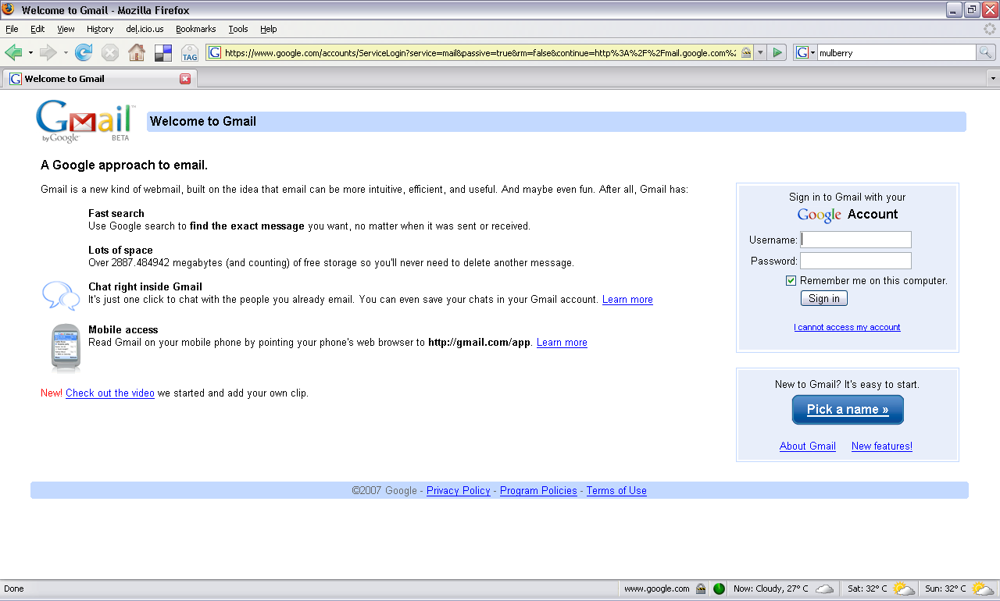 Welcome to Gmail - Mozilla Firefox
File Edit View History del.icio.us Bookmarks Tools Help
TAG
https://www.google.com/accounts/ServiceLogin?service=mail&passive=true&rm=false&continue=http%3A%2F%2Fmail.google.com%2
mulberry
Welcome to Gmail
Gmail™
by Google™ BETA
Welcome to Gmail
A Google approach to email.
Gmail is a new kind of webmail, built on the idea that email can be more intuitive, efficient, and useful. And maybe even fun. After all, Gmail has:
Fast search
Use Google search to find the exact message you want, no matter when it was sent or received.
Lots of space
Over 2887.484942 megabytes (and counting) of free storage so you'll never need to delete another message.
Chat right inside Gmail
It's just one click to chat with the people you already email. You can even save your chats in your Gmail account. Learn more
Mobile access
Read Gmail on your mobile phone by pointing your phone's web browser to http://gmail.com/app. Learn more
New! Check out the video we started and add your own clip.
Sign in to Gmail with your
Google Account
Username:
Password:
Remember me on this computer.
Sign in
I cannot access my account
New to Gmail? It's easy to start.
Pick a name »
About Gmail New features!
©2007 Google - Privacy Policy - Program Policies - Terms of Use
Done
www.google.com
Now: Cloudy, 27° C
Sat: 32° C
Sun: 32° C